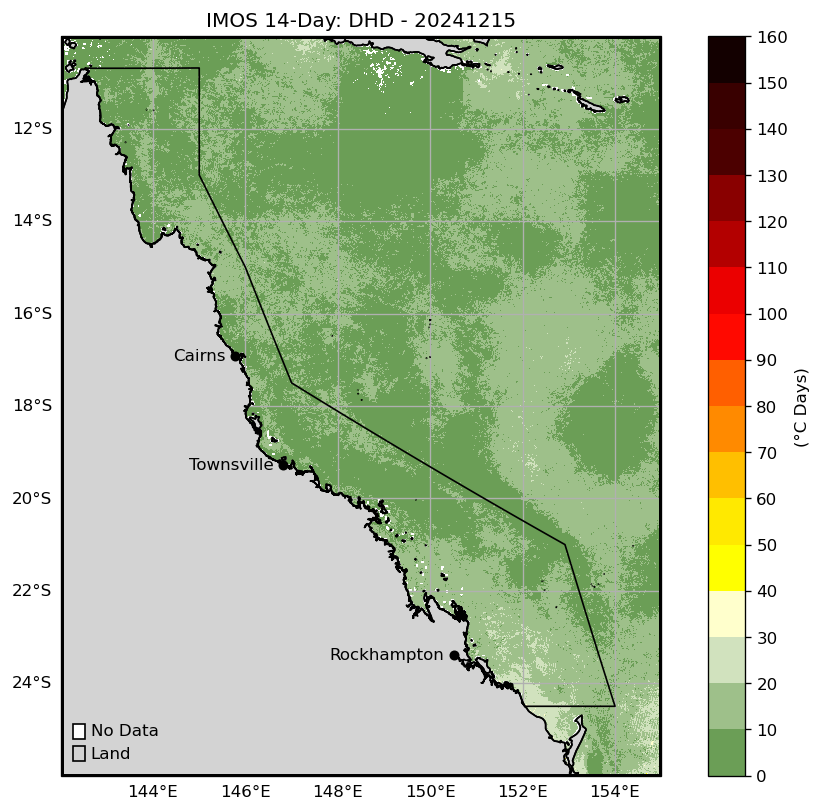 IMOS 14-Day: DHD - 20241215
12°S
14°S
16°S
18°S
20°S
22°S
24°S
Cairns
Townsville
Rockhampton
No Data
Land
144°E 146°E 148°E 150°E 152°E 154°E
160
150
140
130
120
110
100
90
80
70
60
50
40
30
20
10
0
(°C Days)